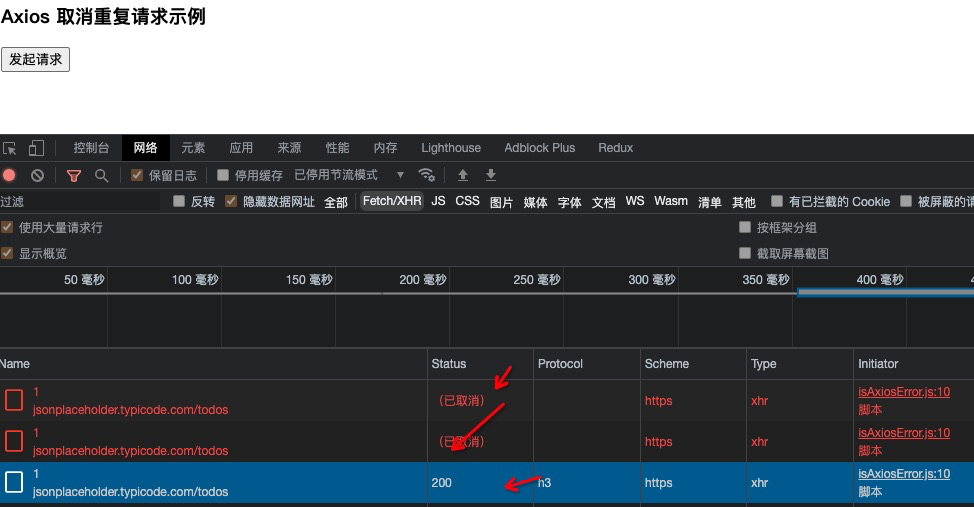 Axios 取消重复请求示例
发起请求
控制台 网络 元素 应用 来源 性能 内存 Lighthouse Adblock Plus Redux
保留日志 停用缓存 已停用节流模式
过滤 反转 隐藏数据网址 全部 Fetch/XHR JS CSS 图片 媒体 字体 文档 WS Wasm 清单 其他 有已拦截的 Cookie 被屏蔽的请
使用大量请求行 按框架分组
显示概览 截取屏幕截图
50 毫秒 100 毫秒 150 毫秒 200 毫秒 250 毫秒 300 毫秒 350 毫秒 400 毫秒
Name Status Protocol Scheme Type Initiator
1
jsonplaceholder.typicode.com/todos (已取消) https xhr isAxiosError.js:10
脚本
1
jsonplaceholder.typicode.com/todos (已取消) https xhr isAxiosError.js:10
脚本
1
jsonplaceholder.typicode.com/todos 200 h3 https xhr isAxiosError.js:10
脚本